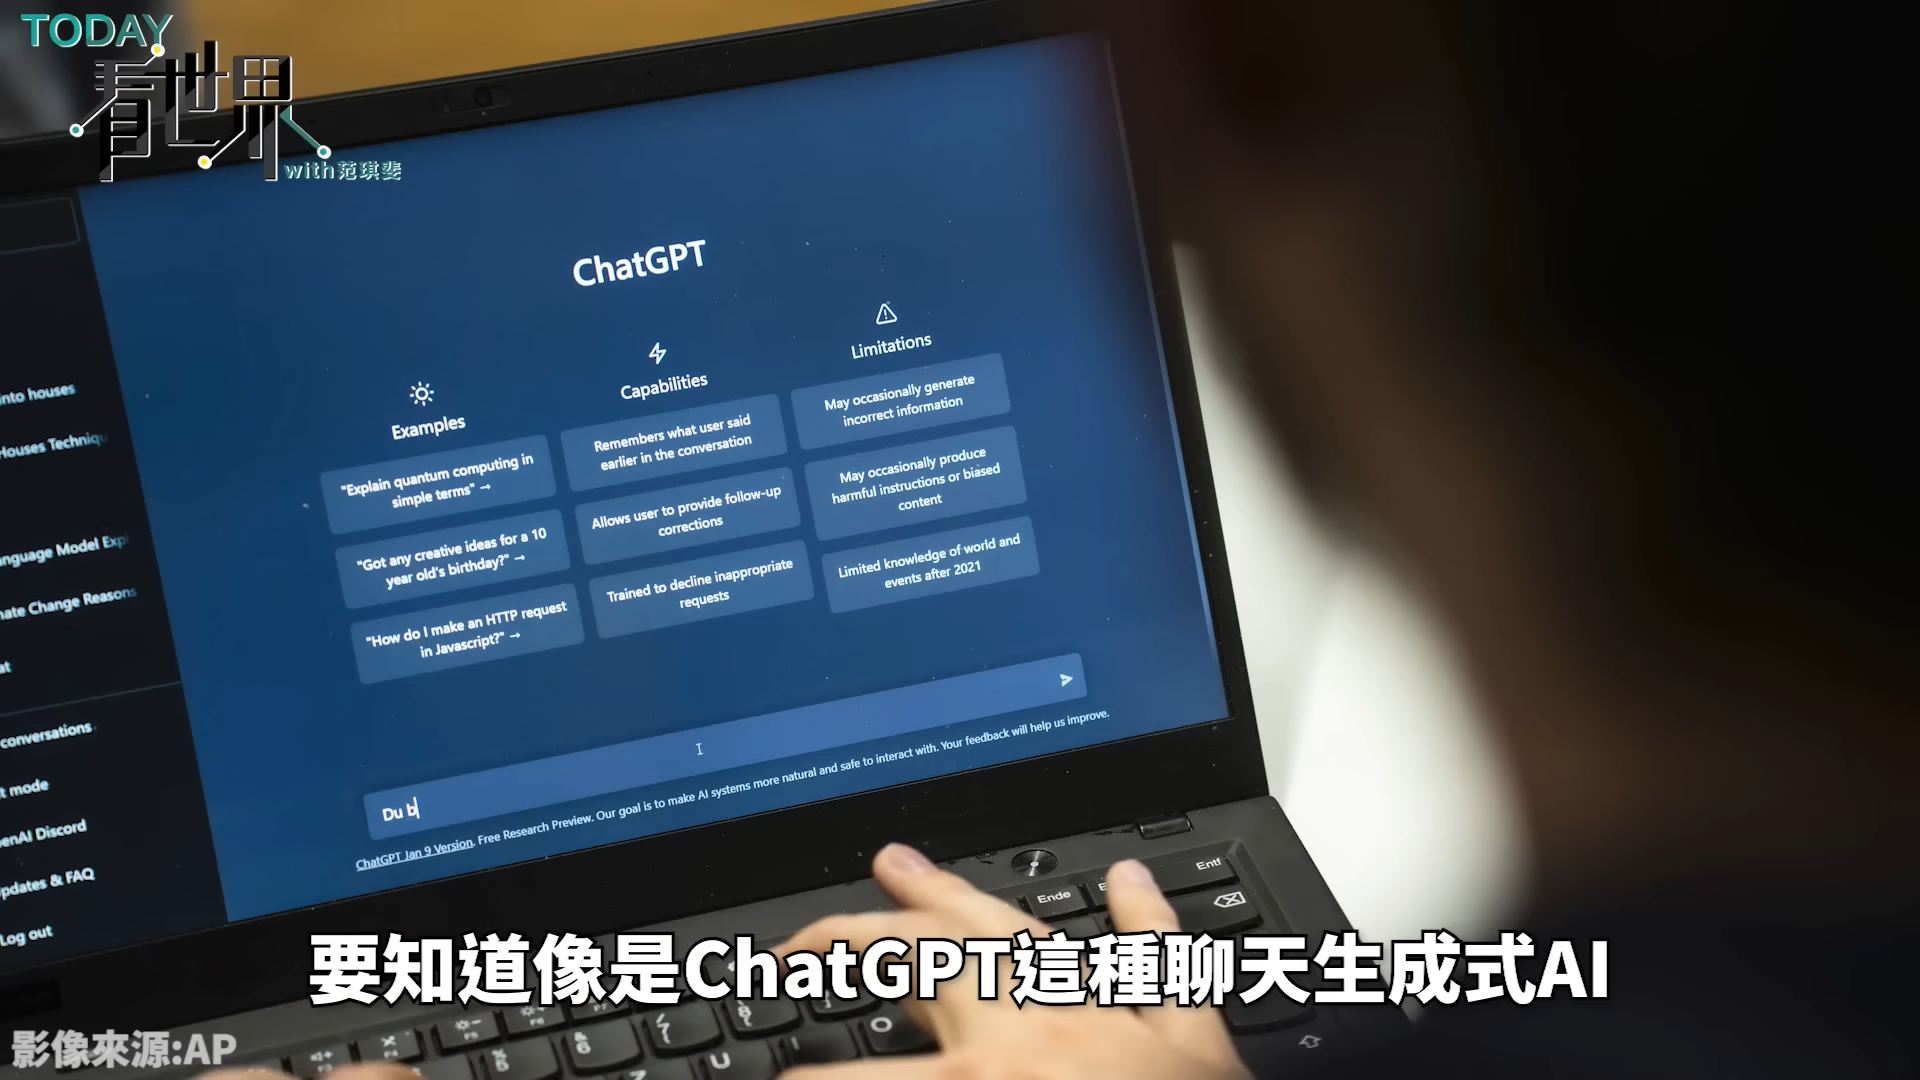 TODAY
看世界
with范琪斐
ChatGPT
Examples
"Explain quantum computing in
simple terms" →
"Got any creative ideas for a 10
year old's birthday?" →
"How do I make an HTTP request
in Javascript?" →
Capabilities
Remembers what user said
earlier in the conversation
Allows user to provide follow-up
corrections
Trained to decline inappropriate
requests
Limitations
May occasionally generate
incorrect information
May occasionally produce
harmful instructions or biased
content
Limited knowledge of world and
events after 2021
into houses
Houses Techniqu
anguage Model Exp
mate Change Reasons
at
conversations
t mode
enAI Discord
pdates & FAQ
Log out
Du b
ChatGPT Jan 9 Version. Free Research Preview. Our goal is to make AI systems more natural and safe to interact with. Your feedback will help us improve.
Ende
Entf
要知道像是ChatGPT這種聊天生成式AI
影像來源:AP